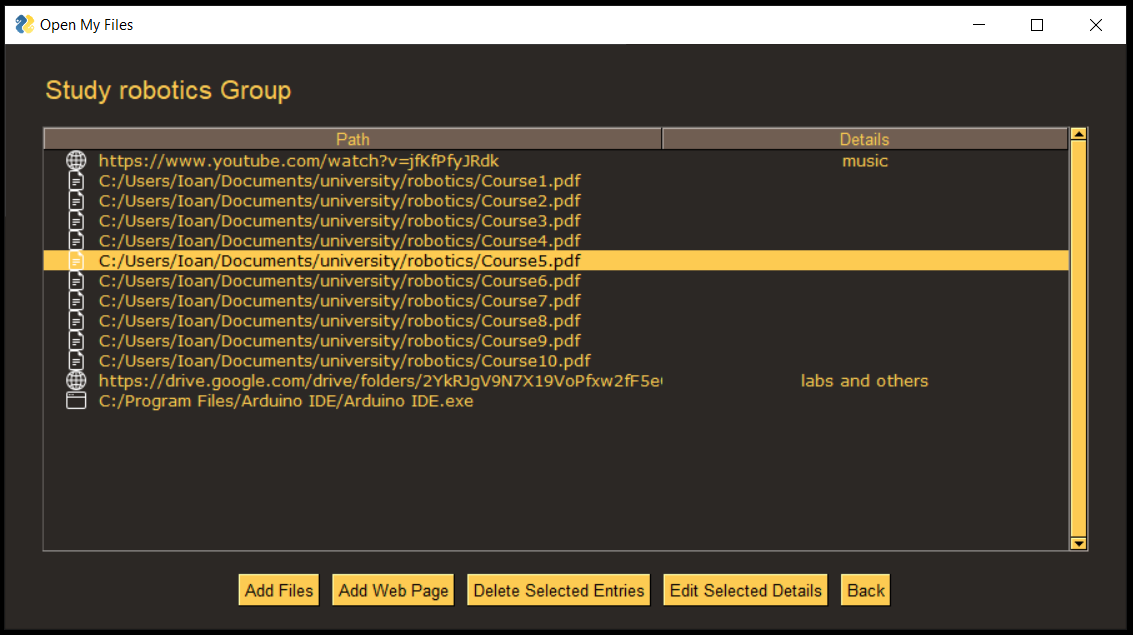 Open My Files
Study robotics Group
Path Details
https://www.youtube.com/watch?v=jfKfPfyJRdk music
C:/Users/Ioan/Documents/university/robotics/Course1.pdf
C:/Users/Ioan/Documents/university/robotics/Course2.pdf
C:/Users/Ioan/Documents/university/robotics/Course3.pdf
C:/Users/Ioan/Documents/university/robotics/Course4.pdf
C:/Users/Ioan/Documents/university/robotics/Course5.pdf
C:/Users/Ioan/Documents/university/robotics/Course6.pdf
C:/Users/Ioan/Documents/university/robotics/Course7.pdf
C:/Users/Ioan/Documents/university/robotics/Course8.pdf
C:/Users/Ioan/Documents/university/robotics/Course9.pdf
C:/Users/Ioan/Documents/university/robotics/Course10.pdf
https://drive.google.com/drive/folders/2YkRJgV9N7X19VoPfxw2fF5e labs and others
C:/Program Files/Arduino IDE/Arduino IDE.exe
Add Files Add Web Page Delete Selected Entries Edit Selected Details Back